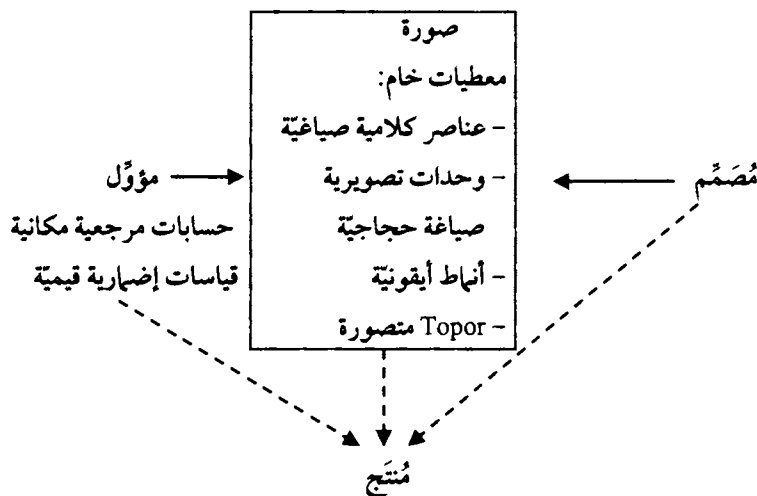 صورة
معطيات خام:
– عناصر كلامية صياغيّة
– وحدات تصويرية
صياغة حجاجيّة
– أنماط أيقونيّة
– Topor متصورة
مُصَمِّم
مؤوِّل
حسابات مرجعية مكانية
قياسات إضمارية قيميّة
مُنتَج